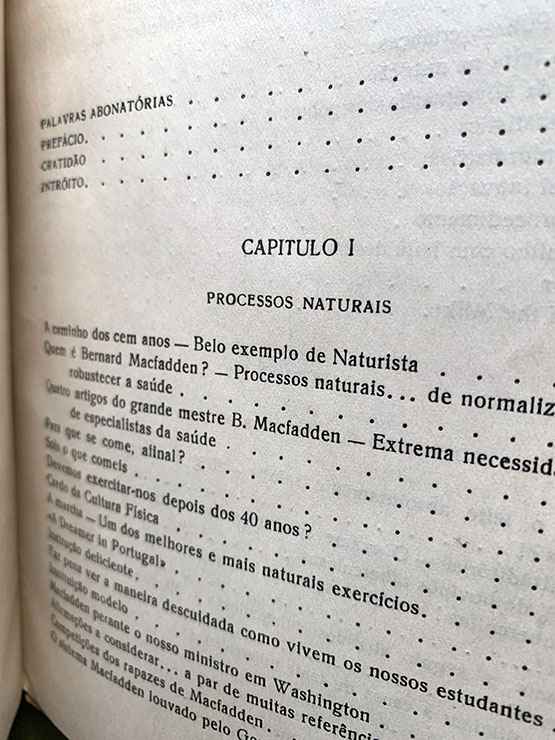 PALAVRAS ABONATÓRIAS . . . . . . . . . .
PREFÁCIO. . . . . . . . . . .
GRATIDÃO . . . . . . . . . . .
INTRÓITO. . . . . . . . . . .
CAPITULO I
PROCESSOS NATURAIS
A caminho dos cem anos — Belo exemplo de Naturista . . . .
Quem é Bernard Macfadden? — Processos naturais... de normaliz
robustecer a saúde . . . . . . . . . .
Quatro artigos do grande mestre B. Macfadden — Extrema necessid
de especialistas da saúde . . . . . . . . .
Para que se come, afinal? . . . . . . . . .
Sois o que comeis . . . . . . . . . .
Devemos exercitar-nos depois dos 40 anos? . . . . . .
da Cultura Física . . . . . . . . .
A marcha — Um dos melhores e mais naturais exercícios. . . .
«A Dreamer in Portugal» . . . . . . . . .
Instrução deficiente. . . . . . . . . .
Faz pena ver a maneira descuidada como vivem os nossos estudantes
Instituição modelo . . . . . . . . .
Macfadden perante o nosso ministro em Washington . . . .
a considerar... a par de muitas referênci
Competições dos rapazes de Macfadden . . . .
O sistema Macfadden louvado pelo Go